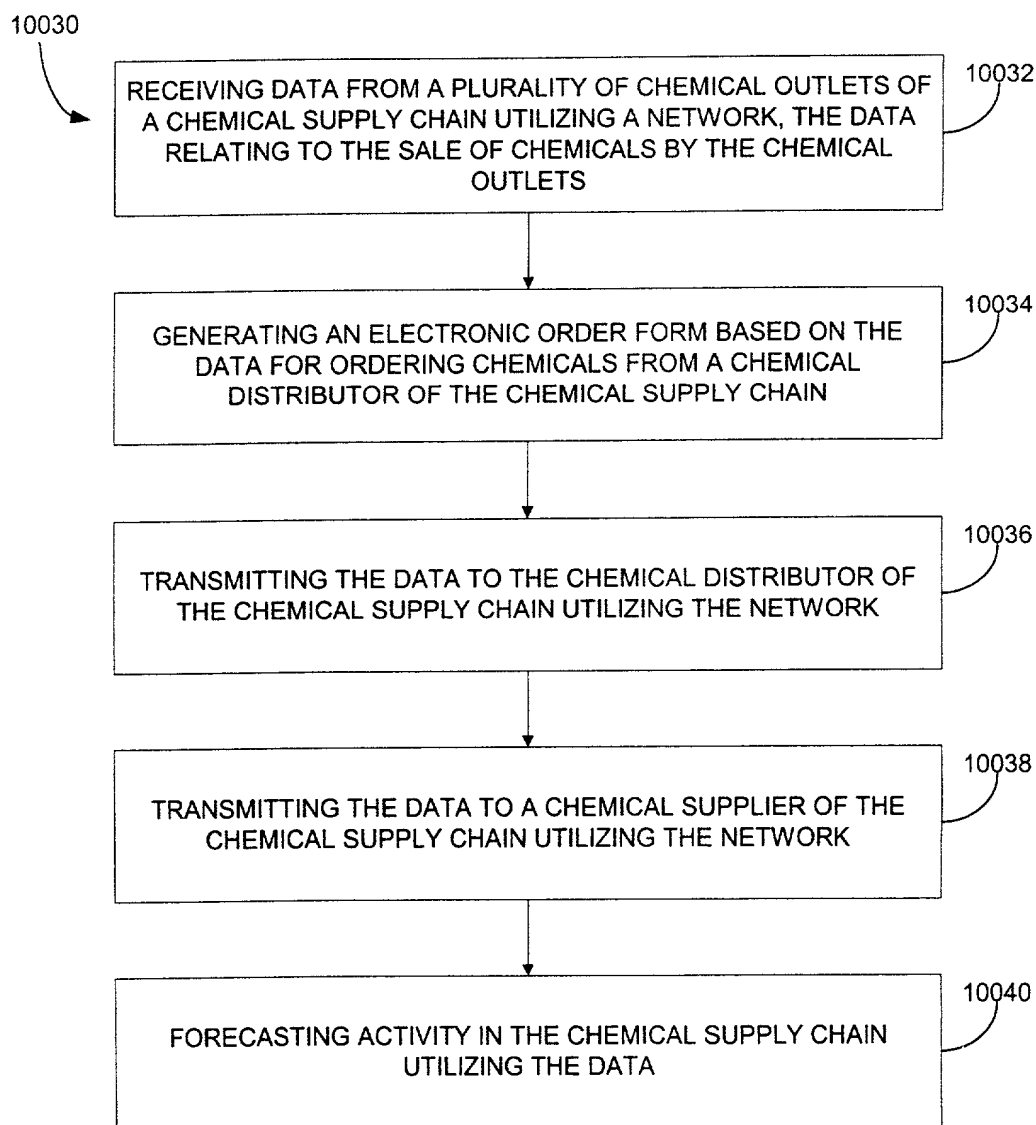 10030
RECEIVING DATA FROM A PLURALITY OF CHEMICAL OUTLETS OF
A CHEMICAL SUPPLY CHAIN UTILIZING A NETWORK, THE DATA
RELATING TO THE SALE OF CHEMICALS BY THE CHEMICAL
OUTLETS
10032
GENERATING AN ELECTRONIC ORDER FORM BASED ON THE
DATA FOR ORDERING CHEMICALS FROM A CHEMICAL
DISTRIBUTOR OF THE CHEMICAL SUPPLY CHAIN
10034
TRANSMITTING THE DATA TO THE CHEMICAL DISTRIBUTOR OF
THE CHEMICAL SUPPLY CHAIN UTILIZING THE NETWORK
10036
TRANSMITTING THE DATA TO A CHEMICAL SUPPLIER OF THE
CHEMICAL SUPPLY CHAIN UTILIZING THE NETWORK
10038
FORECASTING ACTIVITY IN THE CHEMICAL SUPPLY CHAIN
UTILIZING THE DATA
10040